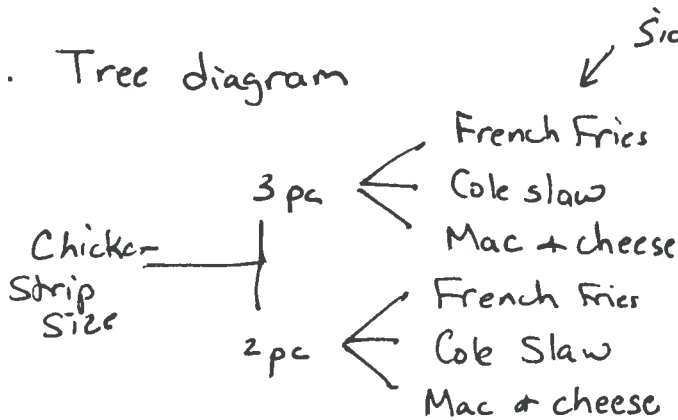 . Tree diagram
French Fries
3 pc
Cole slaw
Mac + cheese
Chicken
Strip
Size
French Fries
2 pc
Cole Slaw
Mac + cheese